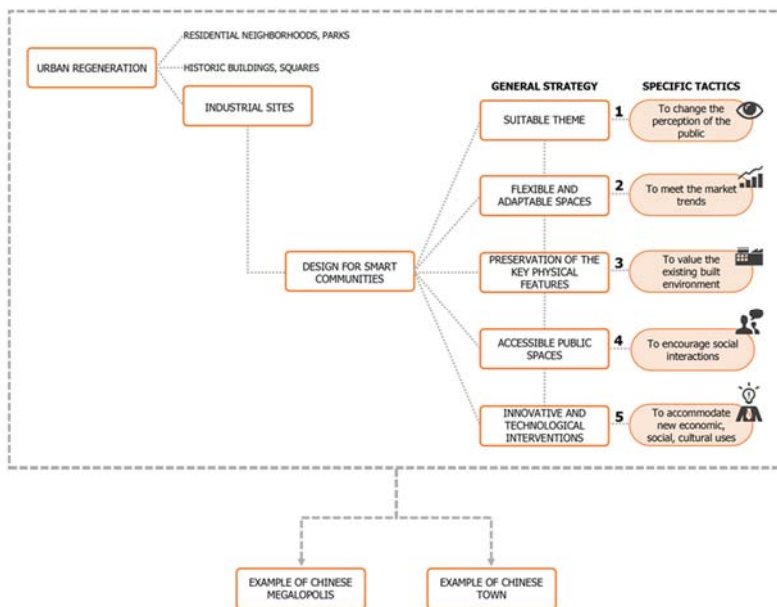 RESIDENTIAL NEIGHBORHOODS, PARKS
URBAN REGENERATION
HISTORIC BUILDINGS, SQUARES
INDUSTRIAL SITES
GENERAL STRATEGY
SPECIFIC TACTICS
SUITABLE THEME
1
To change the
perception of the
public
FLEXIBLE AND
ADAPTABLE SPACES
2
To meet the market
trends
DESIGN FOR SMART
COMMUNITIES
PRESERVATION OF THE
KEY PHYSICAL
FEATURES
3
To value the
existing built
environment
ACCESSIBLE PUBLIC
SPACES
4
To encourage social
interactions
INNOVATIVE AND
TECHNOLOGICAL
INTERVENTIONS
5
To accommodate
new economic,
social, cultural uses
EXAMPLE OF CHINESE
MEGALOPOLIS
EXAMPLE OF CHINESE
TOWN